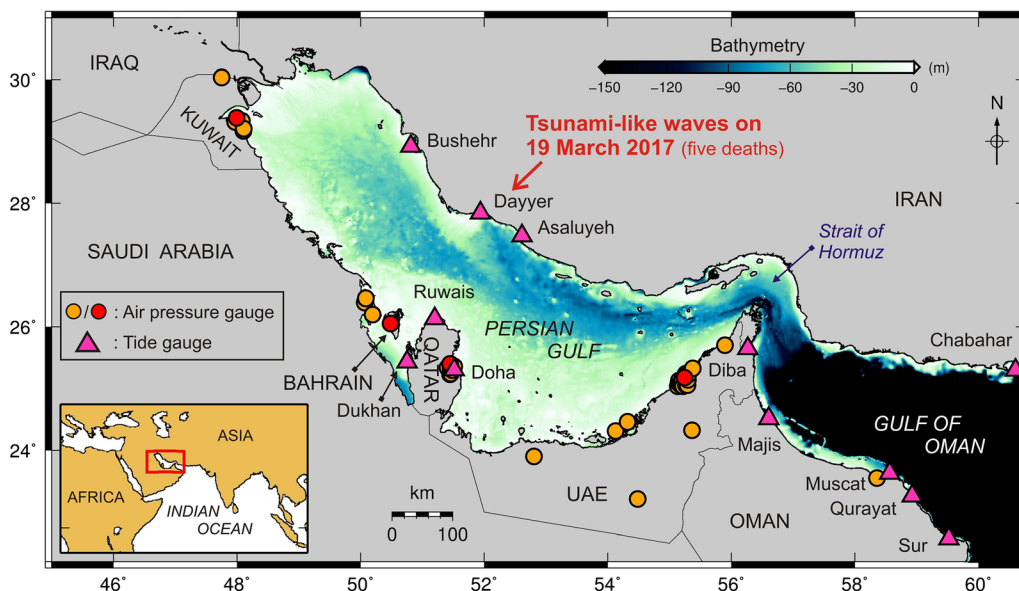 Bathymetry
(m)
−150 −120 −90 −60 −30 0
N
IRAQ
KUWAIT
Bushehr
Tsunami-like waves on
19 March 2017 (five deaths)
Dayyer
Asaluyeh
IRAN
Strait of
Hormuz
SAUDI ARABIA
/ : Air pressure gauge
: Tide gauge
Ruwais
PERSIAN
GULF
QATAR
Doha
BAHRAIN
Dukhan
Diba
Chabahar
GULF OF
OMAN
Majis
Muscat
Qurayat
Sur
UAE
OMAN
km
0 100
ASIA
AFRICA
INDIAN
OCEAN
30°
28°
26°
24°
46 48 50 52 54 56 58 60